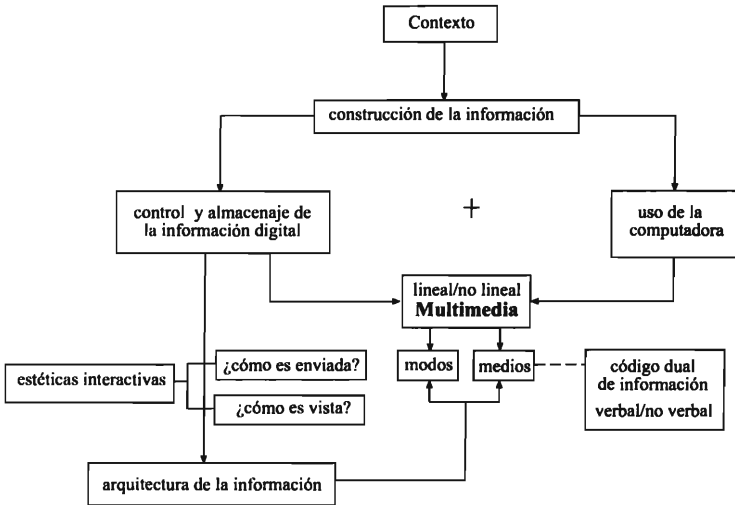 Contexto
construcción de la información
control y almacenaje de
la información digital
+
uso de la
computadora
lineal/no lineal
Multimedia
modos
medios
código dual
de información
verbal/no verbal
estéticas interactivas
¿cómo es enviada?
¿cómo es vista?
arquitectura de la información